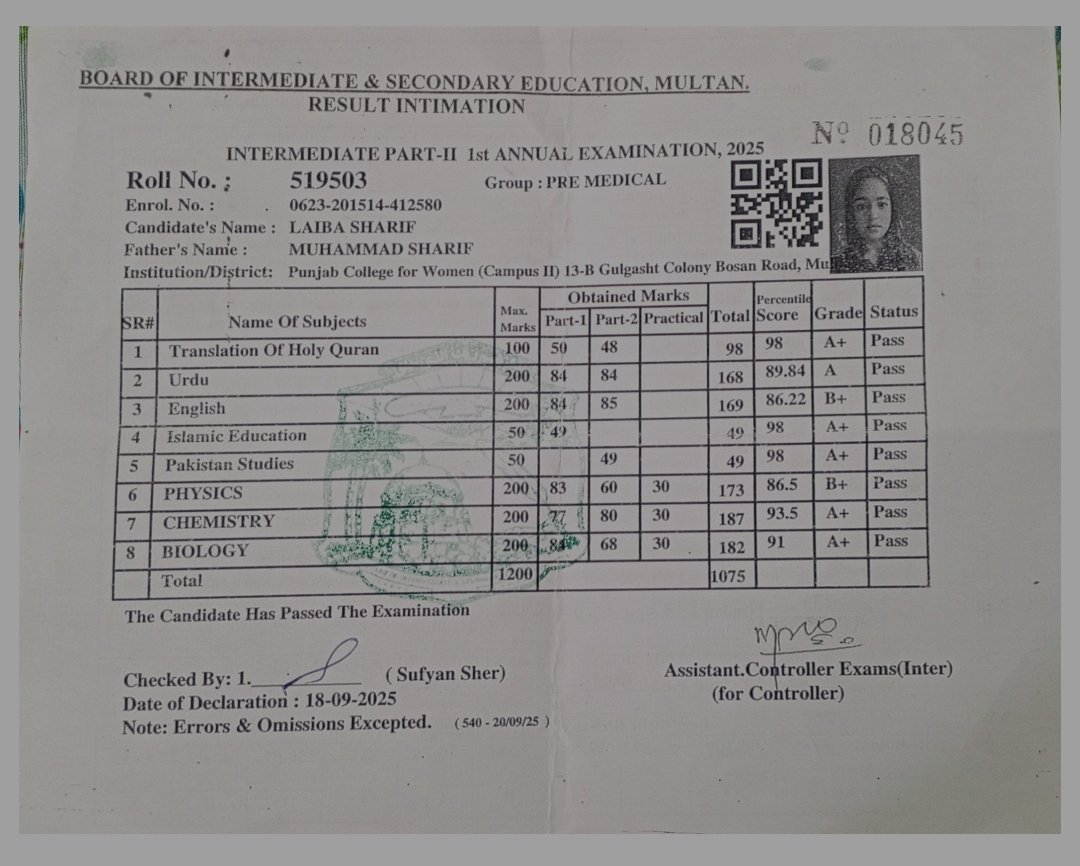 BOARD OF INTERMEDIATE & SECONDARY EDUCATION, MULTAN.
RESULT INTIMATION
Nº 018045
INTERMEDIATE PART-II 1st ANNUAL EXAMINATION, 2025
Roll No. : 519503 Group : PRE MEDICAL
Enrol. No. : 0623-201514-412580
Candidate's Name : LAIBA SHARIF
Father's Name : MUHAMMAD SHARIF
Institution/District: Punjab College for Women (Campus II) 13-B Gulgasht Colony Bosan Road, Mu
SR# Name Of Subjects Max. Marks Obtained Marks Part-1 Part-2 Practical Total Percentile Score Grade Status
1 Translation Of Holy Quran 100 50 48 98 98 A+ Pass
2 Urdu 200 84 84 168 89.84 A Pass
3 English 200 84 85 169 86.22 B+ Pass
4 Islamic Education 50 49 49 98 A+ Pass
5 Pakistan Studies 50 49 49 98 A+ Pass
6 PHYSICS 200 83 60 30 173 86.5 B+ Pass
7 CHEMISTRY 200 77 80 30 187 93.5 A+ Pass
8 BIOLOGY 200 84 68 30 182 91 A+ Pass
Total 1200 1075
The Candidate Has Passed The Examination
Checked By: 1. ( Sufyan Sher)
Assistant.Controller Exams(Inter)
(for Controller)
Date of Declaration : 18-09-2025
Note: Errors & Omissions Excepted. ( 540 - 20/09/25 )